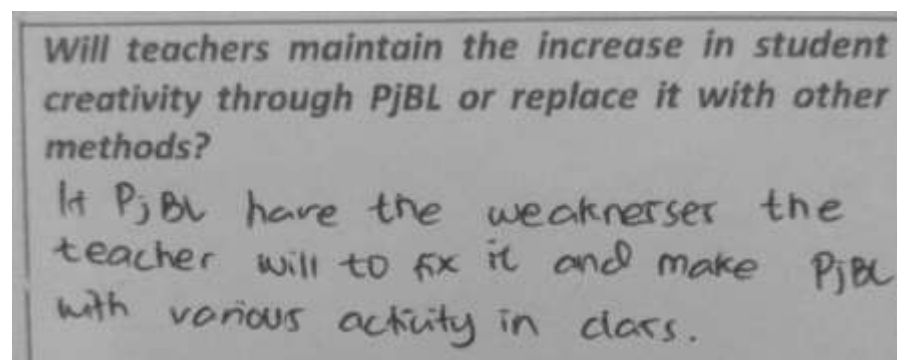 Will teachers maintain the increase in student
creativity through PjBL or replace it with other
methods?
If PjBL have the weaknesses the
teacher will to fix it and make PjBL
with various activity in class.